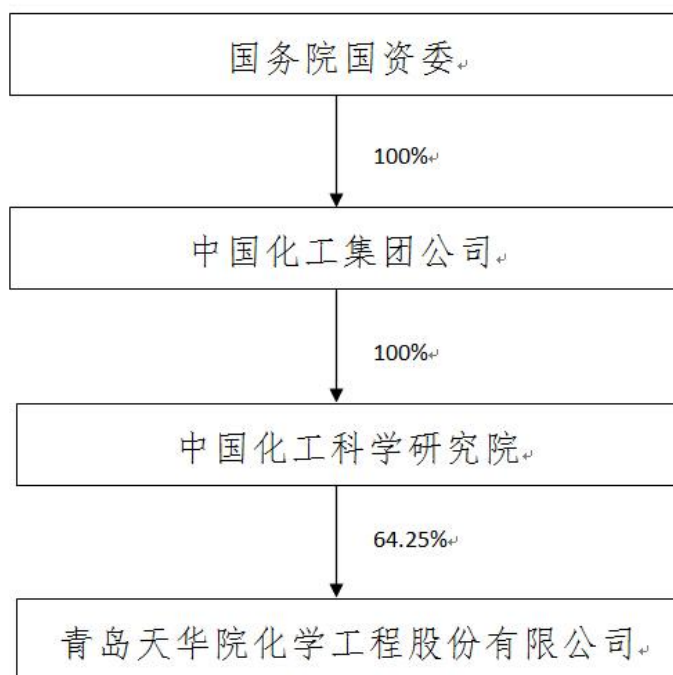 国务院国资委
100%
中国化工集团公司
100%
中国化工科学研究院
64.25%
青岛天华院化学工程股份有限公司